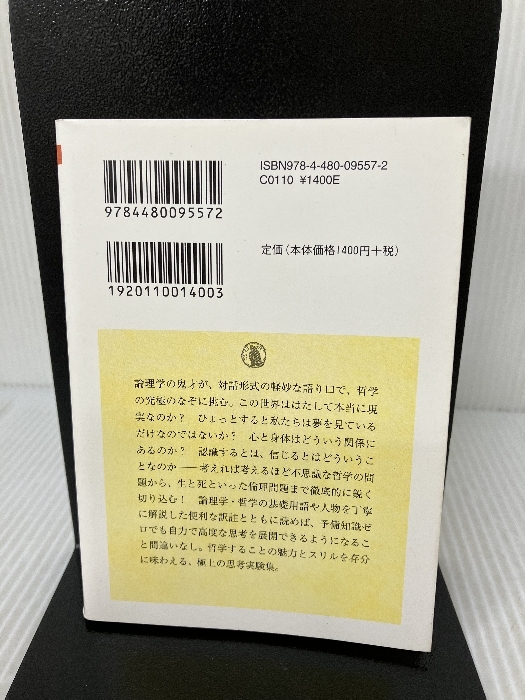 ISBN978-4-480-09557-2
C0110 ¥1400E
9784480095572
定価(本体価格1400円+税)
1920110014003
論理学の鬼才が、対話形式の軽妙な語り口で、哲学
の究極のなぞに挑む。この世界ははたして本当に現
実なのか? ひょっとすると私たちは夢を見ている
だけなのではないか? 心と身体はどういう関係に
あるのか? 認識するとは、信じるとはどういうこ
となのか――考えれば考えるほど不思議な哲学の問
題から、生と死といった倫理問題まで徹底的に鋭く
切り込む! 論理学・哲学の基礎用語や人物を丁寧
に解説した便利な訳註とともに読めば、予備知識ゼ
ロでも自力で高度な思考を展開できるようになるこ
と間違いなし。哲学することの魅力とスリルを存分
に味わえる、極上の思考実験集。